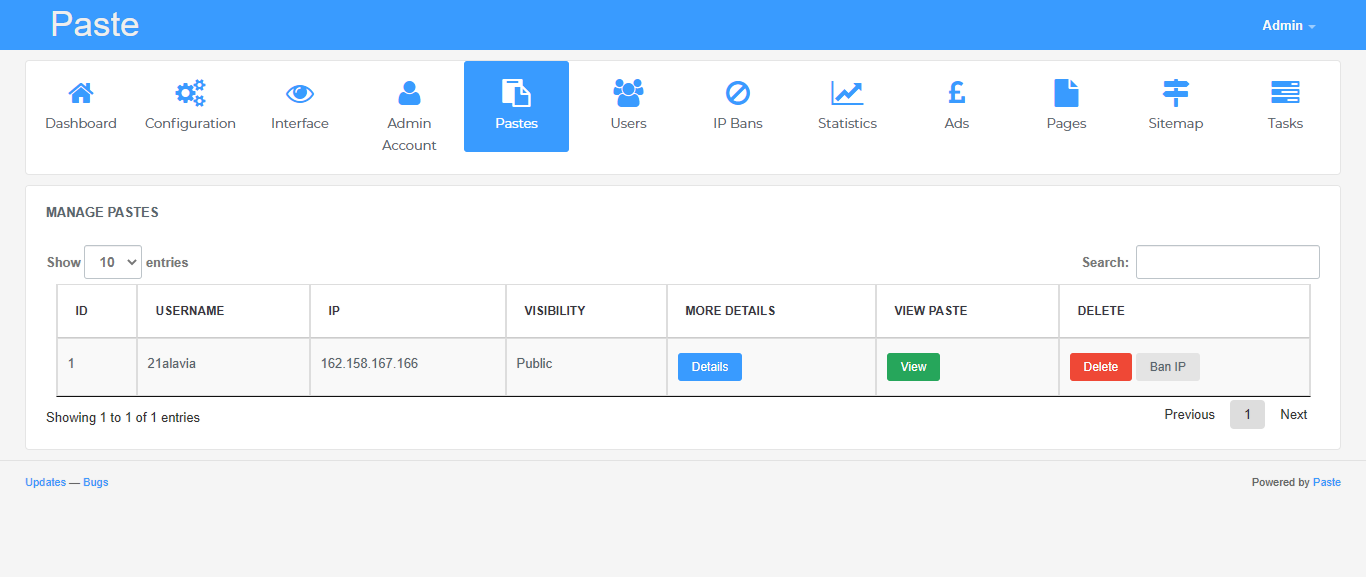 Paste
Admin
Dashboard
Configuration
Interface
Admin
Account
Pastes
Users
IP Bans
Statistics
Ads
Pages
Sitemap
Tasks
MANAGE PASTES
Show 10 entries
Search:
ID USERNAME IP VISIBILITY MORE DETAILS VIEW PASTE DELETE
1 21alavia 162.158.167.166 Public Details View Delete Ban IP
Showing 1 to 1 of 1 entries
Previous 1 Next
Updates — Bugs
Powered by Paste